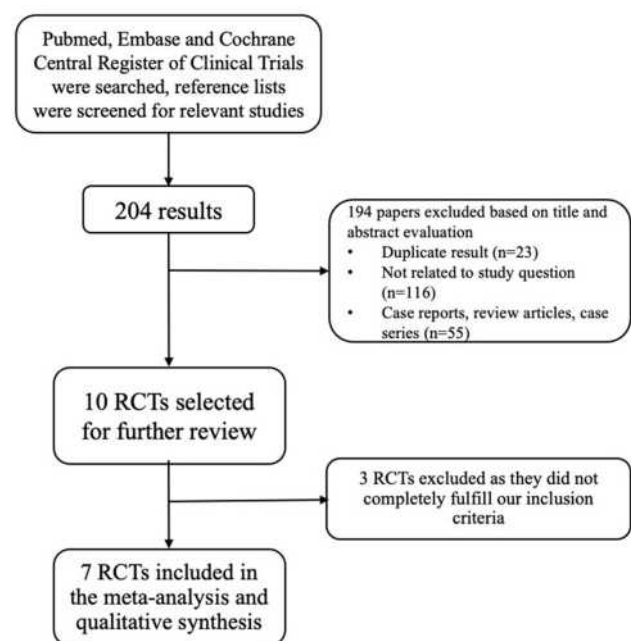 Pubmed, Embase and Cochrane
Central Register of Clinical Trials
were searched, reference lists
were screened for relevant studies
204 results
194 papers excluded based on title and
abstract evaluation
• Duplicate result (n=23)
• Not related to study question
(n=116)
• Case reports, review articles, case
series (n=55)
10 RCTs selected
for further review
3 RCTs excluded as they did not
completely fulfill our inclusion
criteria
7 RCTs included in
the meta-analysis and
qualitative synthesis